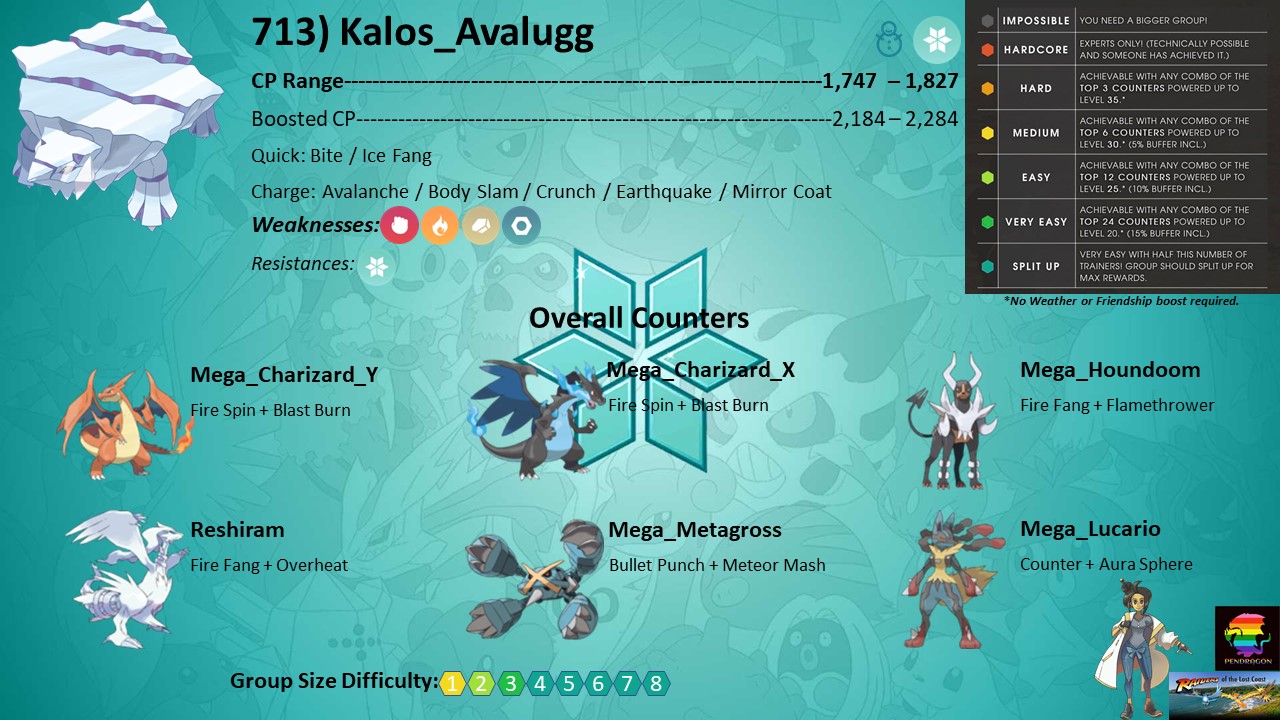 713) Kalos_Avalugg
CP Range----------------------------------------------------------------------1,747 – 1,827
Boosted CP----------------------------------------------------------------------2,184 – 2,284
Quick: Bite / Ice Fang
Charge: Avalanche / Body Slam / Crunch / Earthquake / Mirror Coat
Weaknesses:
Resistances:
IMPOSSIBLE YOU NEED A BIGGER GROUP!
HARDCORE EXPERTS ONLY! (TECHNICALLY POSSIBLE
AND SOMEONE HAS ACHIEVED IT.)
HARD ACHIEVABLE WITH ANY COMBO OF THE
TOP 3 COUNTERS POWERED UP TO
LEVEL 35.*
MEDIUM ACHIEVABLE WITH ANY COMBO OF THE
TOP 6 COUNTERS POWERED UP TO
LEVEL 30.* (5% BUFFER INCL.)
EASY ACHIEVABLE WITH ANY COMBO OF THE
TOP 12 COUNTERS POWERED UP TO
LEVEL 25.* (10% BUFFER INCL.)
VERY EASY ACHIEVABLE WITH ANY COMBO OF THE
TOP 24 COUNTERS POWERED UP TO
LEVEL 20.* (15% BUFFER INCL.)
SPLIT UP VERY EASY WITH HALF THIS NUMBER OF
TRAINERS! GROUP SHOULD SPLIT UP FOR
MAX REWARDS.
*No Weather or Friendship boost required.
Overall Counters
Mega_Charizard_Y
Fire Spin + Blast Burn
Mega_Charizard_X
Fire Spin + Blast Burn
Mega_Houndoom
Fire Fang + Flamethrower
Reshiram
Fire Fang + Overheat
Mega_Metagross
Bullet Punch + Meteor Mash
Mega_Lucario
Counter + Aura Sphere
Group Size Difficulty: 1 2 3 4 5 6 7 8
PENDRAGON
RAIDERS of the Lost Coast